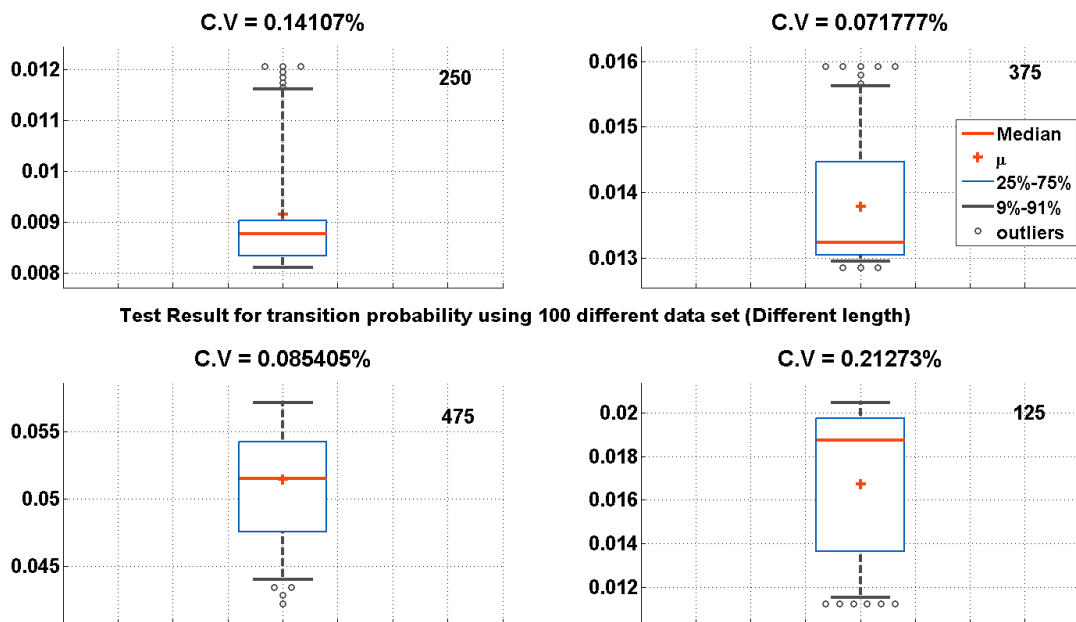 C.V = 0.14107%
0.012
0.011
0.01
0.009
0.008
250
C.V = 0.071777%
0.016
0.015
0.014
0.013
375
Median
μ
25%-75%
9%-91%
outliers
Test Result for transition probability using 100 different data set (Different length)
C.V = 0.085405%
0.055
0.05
0.045
475
C.V = 0.21273%
0.02
0.018
0.016
0.014
0.012
125